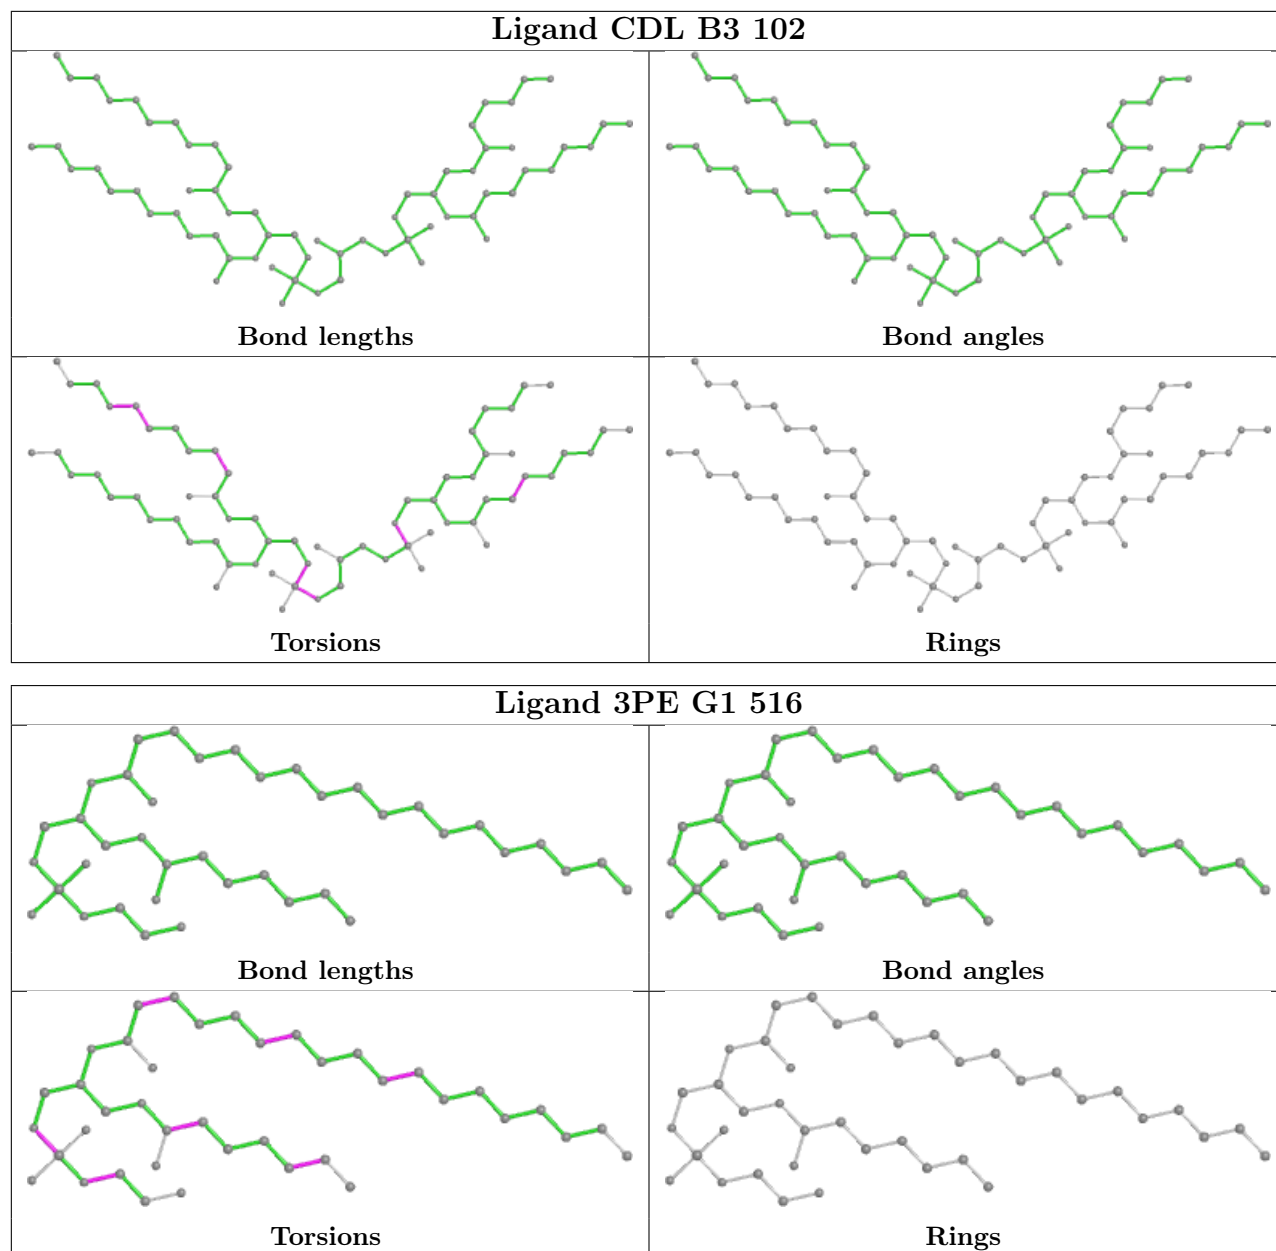 Ligand CDL B3 102
Bond lengths
Bond angles
Torsions
Rings
Ligand 3PE G1 516
Bond lengths
Bond angles
Torsions
Rings